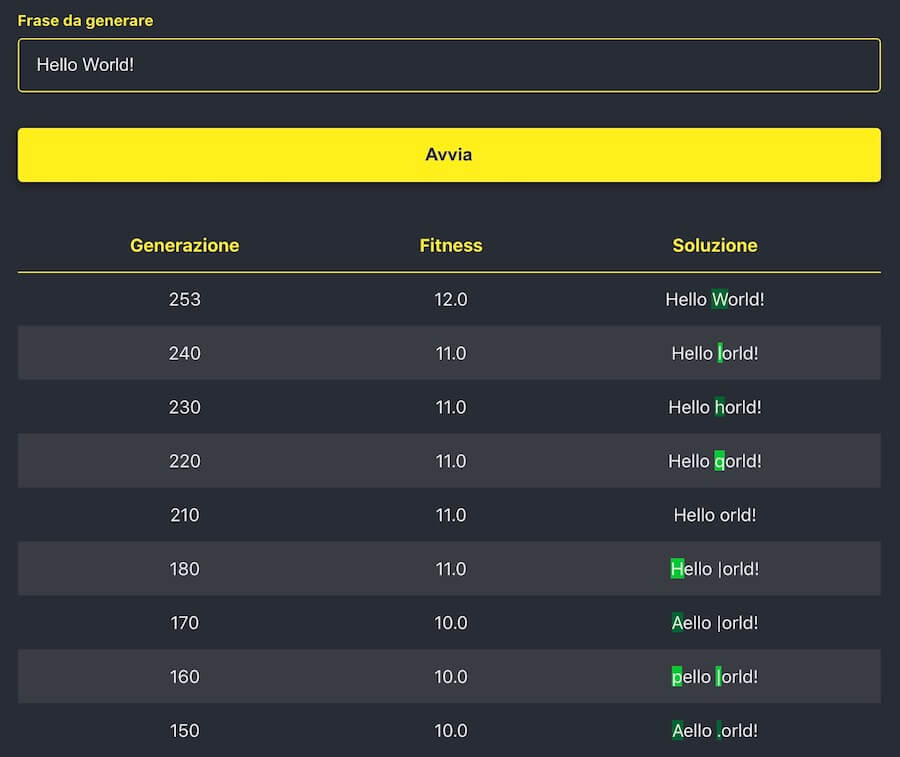 Frase da generare
Hello World!
Avvia
Generazione Fitness Soluzione
253 12.0 Hello World!
240 11.0 Hello lorld!
230 11.0 Hello horld!
220 11.0 Hello qorld!
210 11.0 Hello orld!
180 11.0 Hello |orld!
170 10.0 Aello |orld!
160 10.0 pello |orld!
150 10.0 Aello .orld!